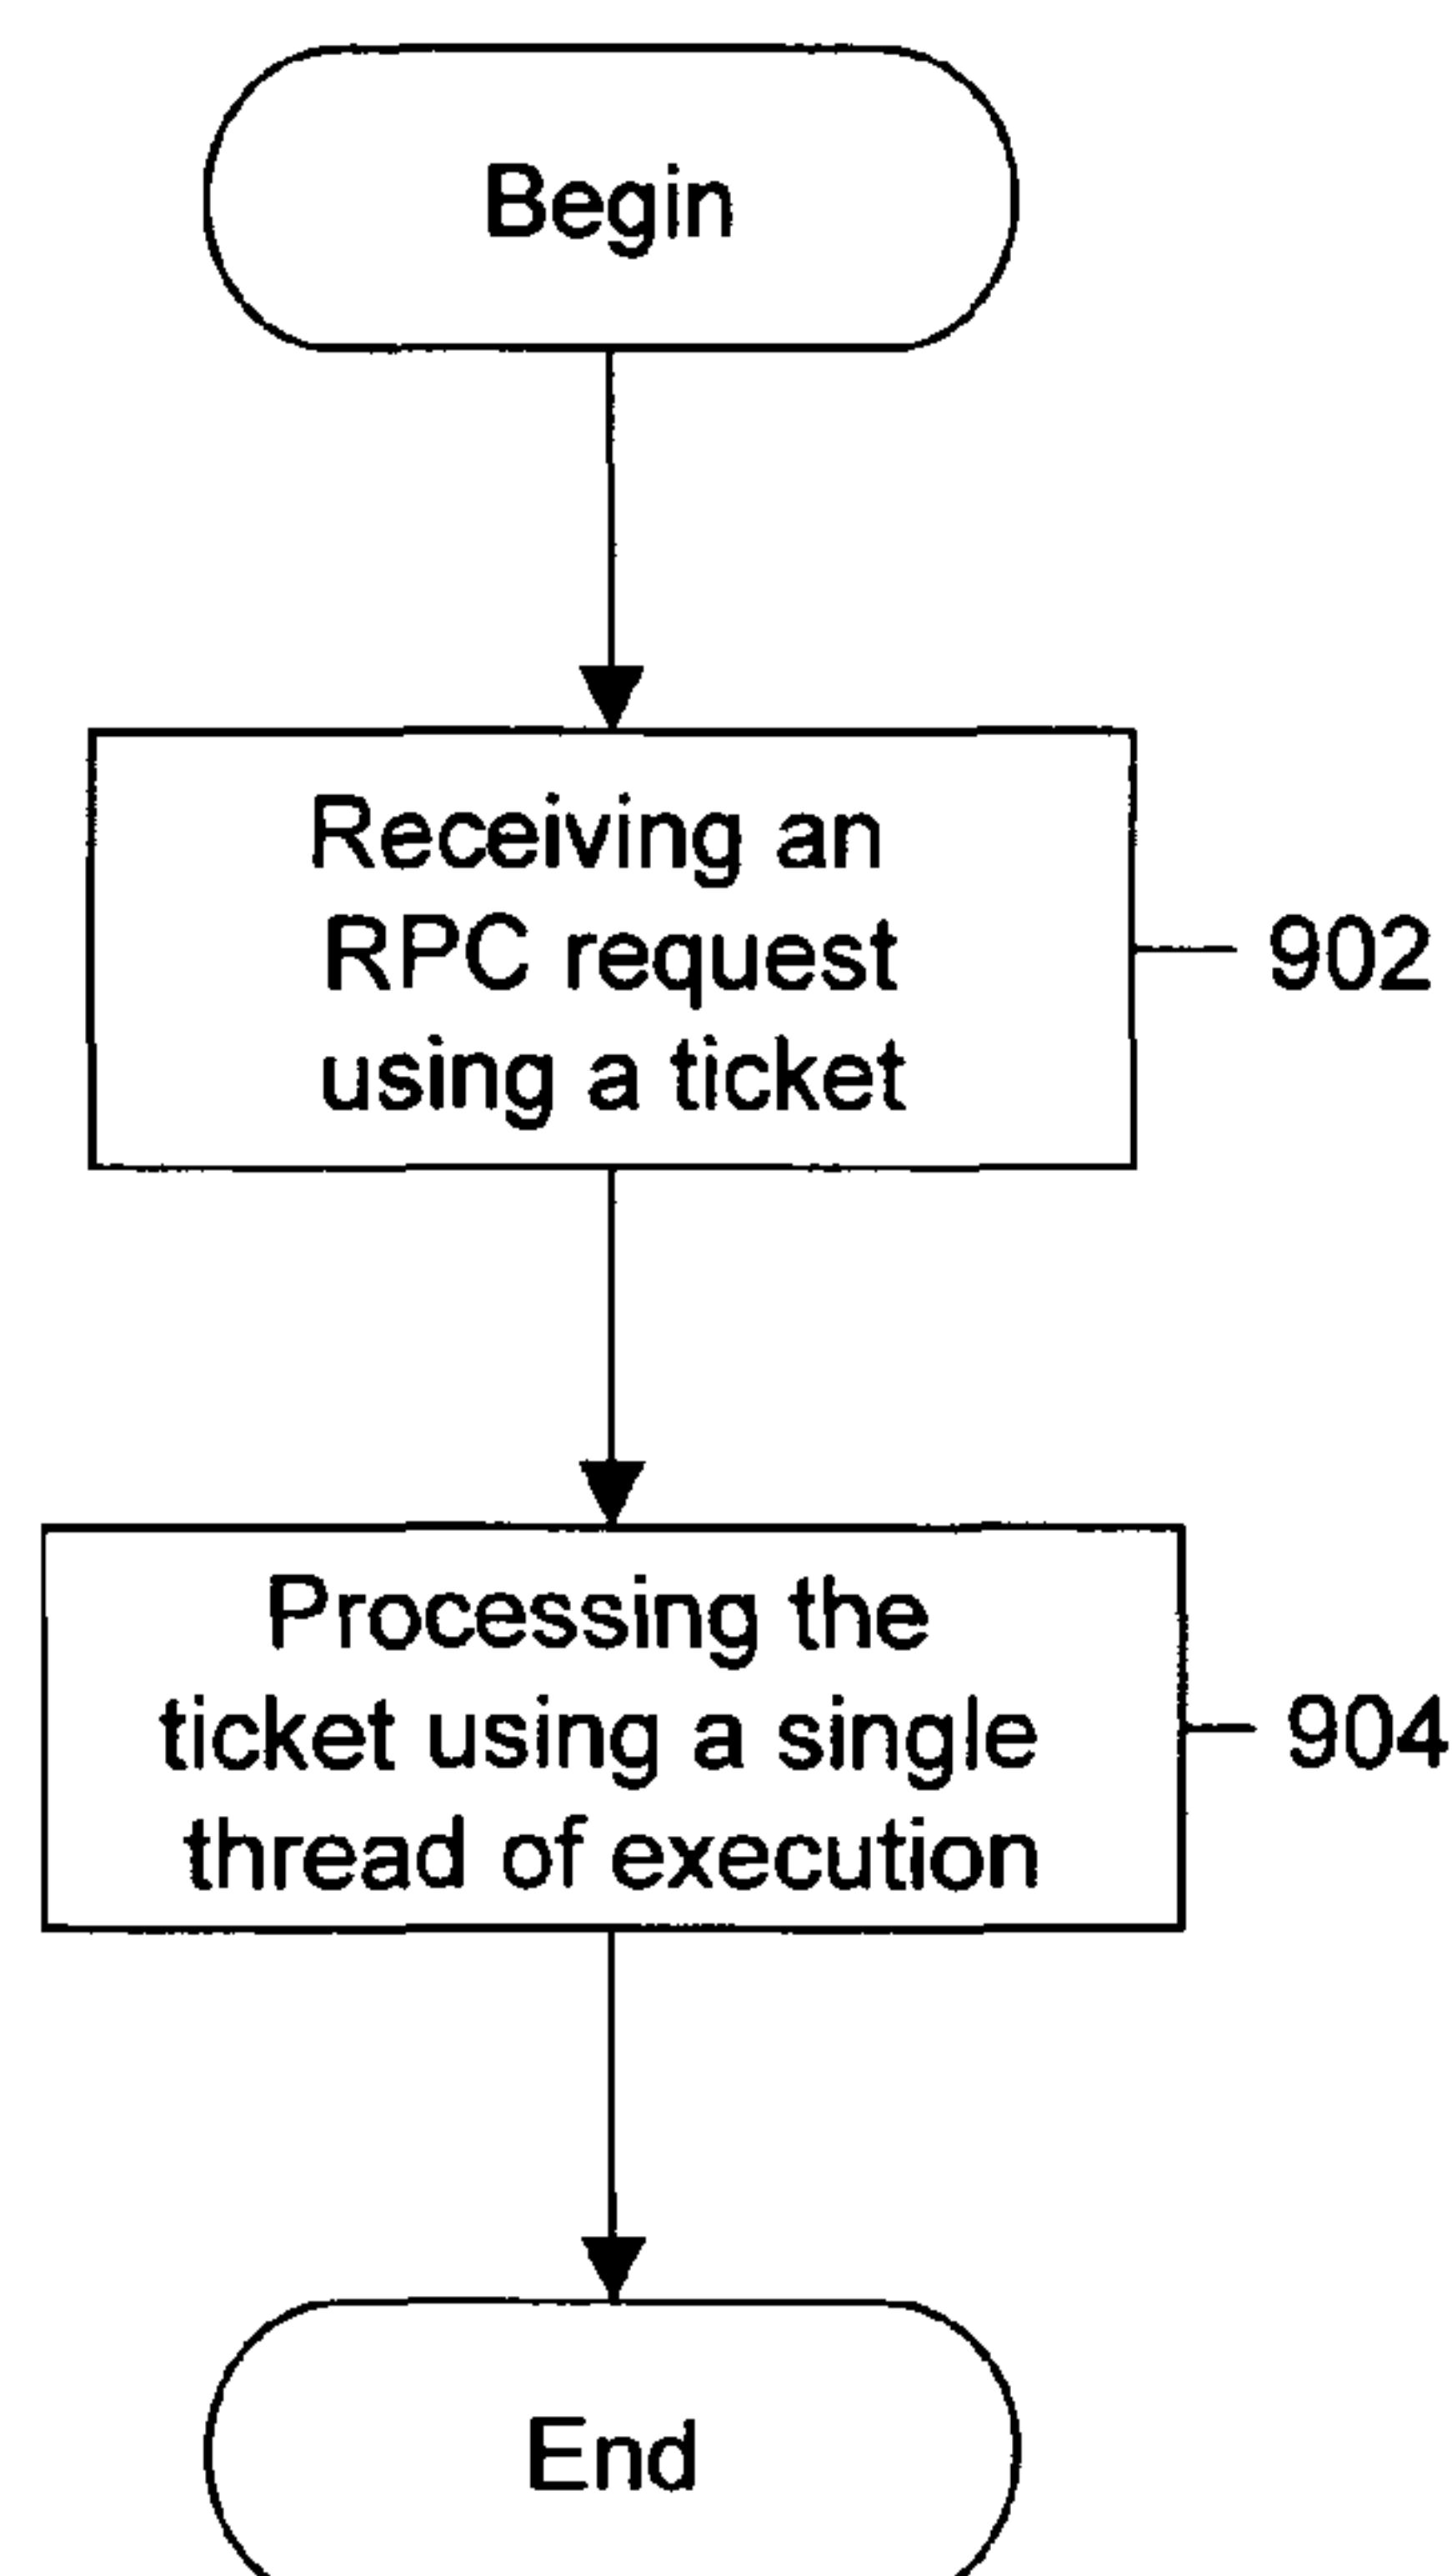 Begin
Receiving an
RPC request
using a ticket
902
Processing the
ticket using a single
thread of execution
904
End